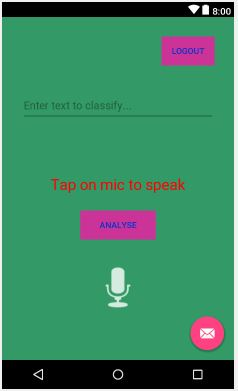 8:00
LOGOUT
Enter text to classify...
Tap on mic to speak
ANALYSE